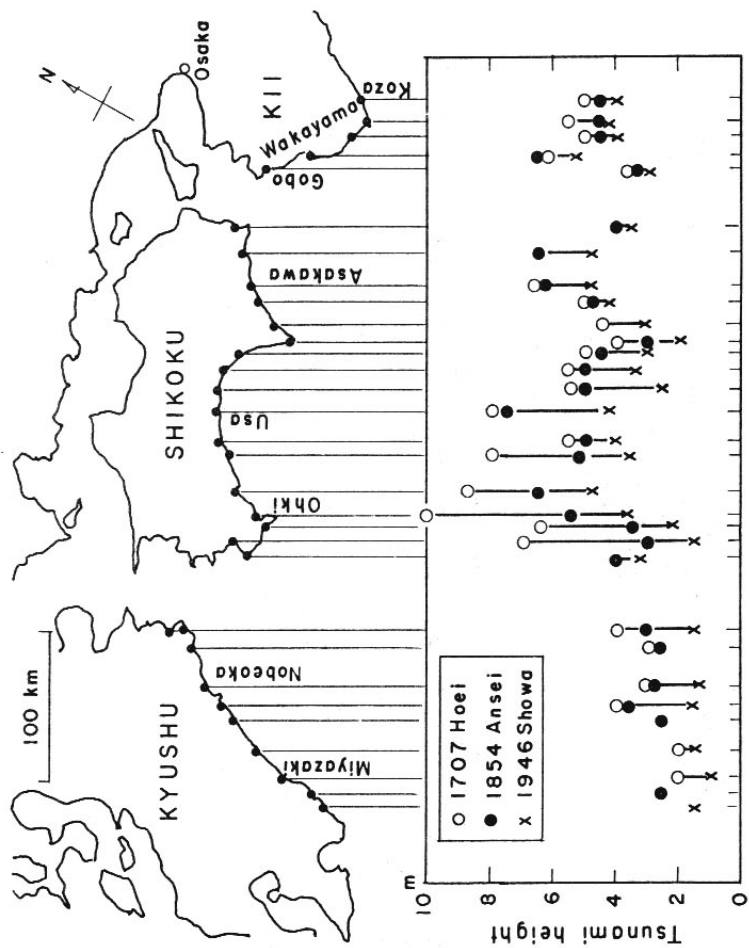 N
Osaka
KII
Koza
Wakayama
Gobo
SHIKOKU
Asakawa
Usa
Ohki
100 km
KYUSHU
Nobeoka
Miyazaki
m
10
8
6
4
2
0
Tsunami height
○ 1707 Hoei
● 1854 Ansei
x 1946 Showa